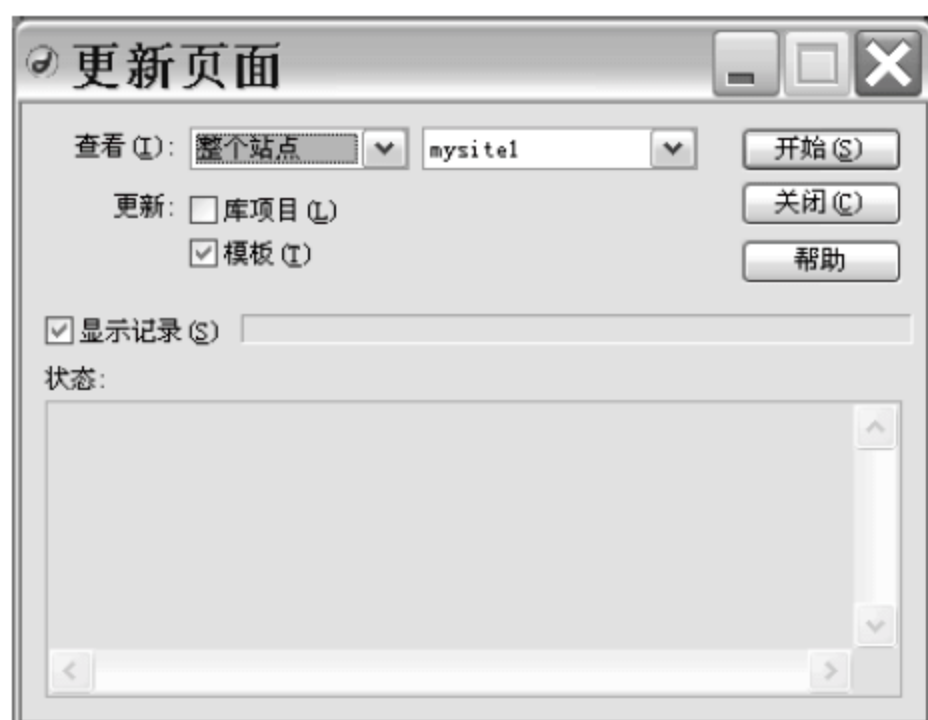 更新页面
查看(I): 整个站点 mysite1 开始(S)
更新: 库项目(L) 关闭(C)
模板(T) 帮助
显示记录(S)
状态: